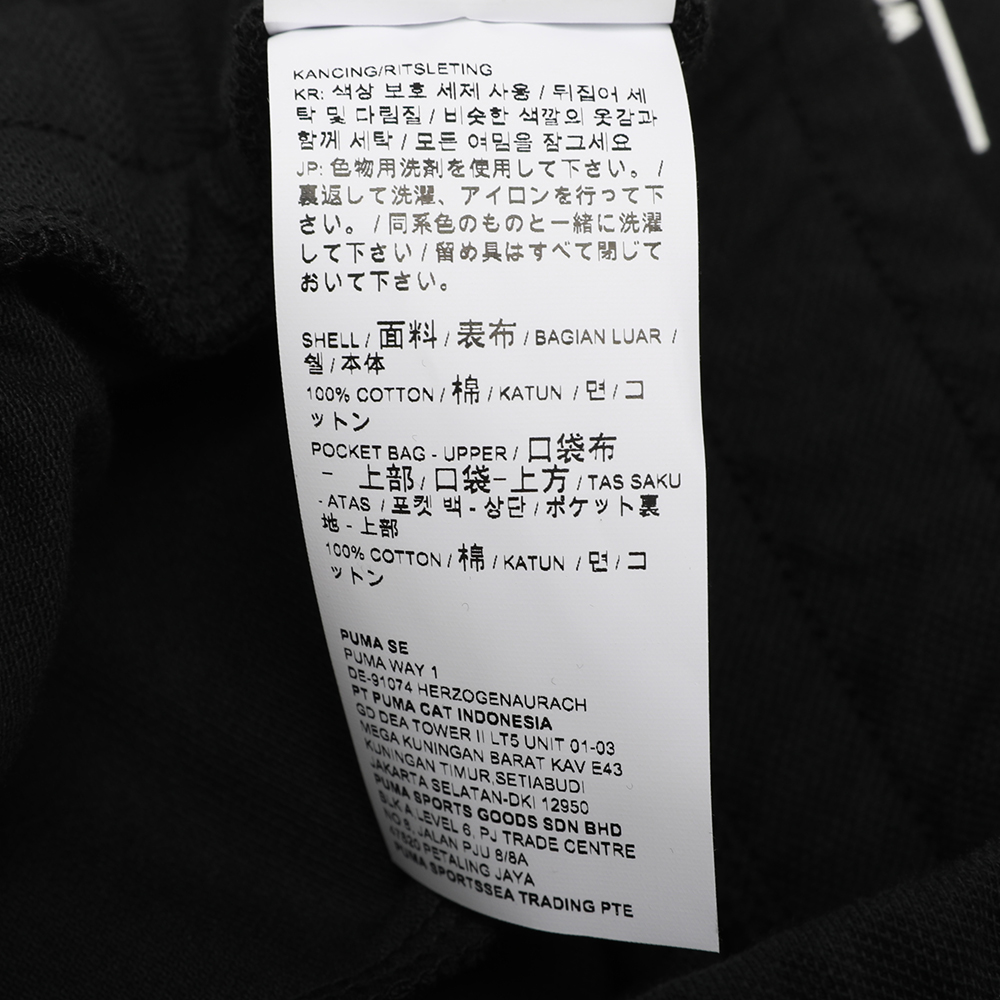 KANCING/RITSLETING
KR: 색상 보호 세제 사용 / 뒤집어 세
탁 및 다림질 / 비슷한 색깔의 옷감과
함께 세탁 / 모든 여밈을 잠그세요
JP: 色物用洗剤を使用して下さい。 /
裏返して洗濯、アイロンを行って下
さい。 / 同系色のものと一緒に洗濯
して下さい / 留め具はすべて閉じて
おいて下さい。
SHELL / 面料 / 表布 / BAGIAN LUAR /
쉘 / 本体
100% COTTON / 棉 / KATUN / 면 / コ
ットン
POCKET BAG - UPPER / 口袋布
– 上部 / 口袋–上方 / TAS SAKU
- ATAS / 포켓 백 - 상단 / ポケット裏
地 - 上部
100% COTTON / 棉 / KATUN / 면 / コ
ットン
PUMA SE
PUMA WAY 1
DE-91074 HERZOGENAURACH
PT PUMA CAT INDONESIA
GD DEA TOWER II LT5 UNIT 01-03
MEGA KUNINGAN BARAT KAV E43
KUNINGAN TIMUR,SETIABUDI
JAKARTA SELATAN-DKI 12950
PUMA SPORTS GOODS SDN BHD
BLK A,LEVEL 6, PJ TRADE CENTRE
NO 8, JALAN PJU 8/8A
47820 PETALING JAYA
PUMA SPORTSSEA TRADING PTE